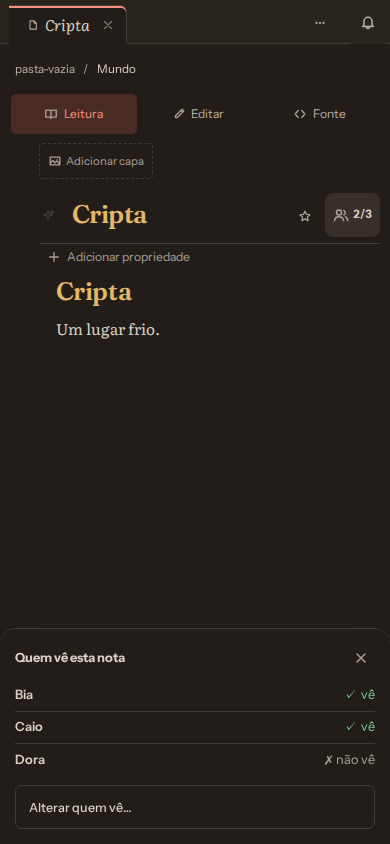 Cripta
pasta-vazia / Mundo
Leitura
Editar
Fonte
Adicionar capa
Cripta
2/3
Adicionar propriedade
Cripta
Um lugar frio.
Quem vê esta nota
Bia ✓ vê
Caio ✓ vê
Dora ✗ não vê
Alterar quem vê...